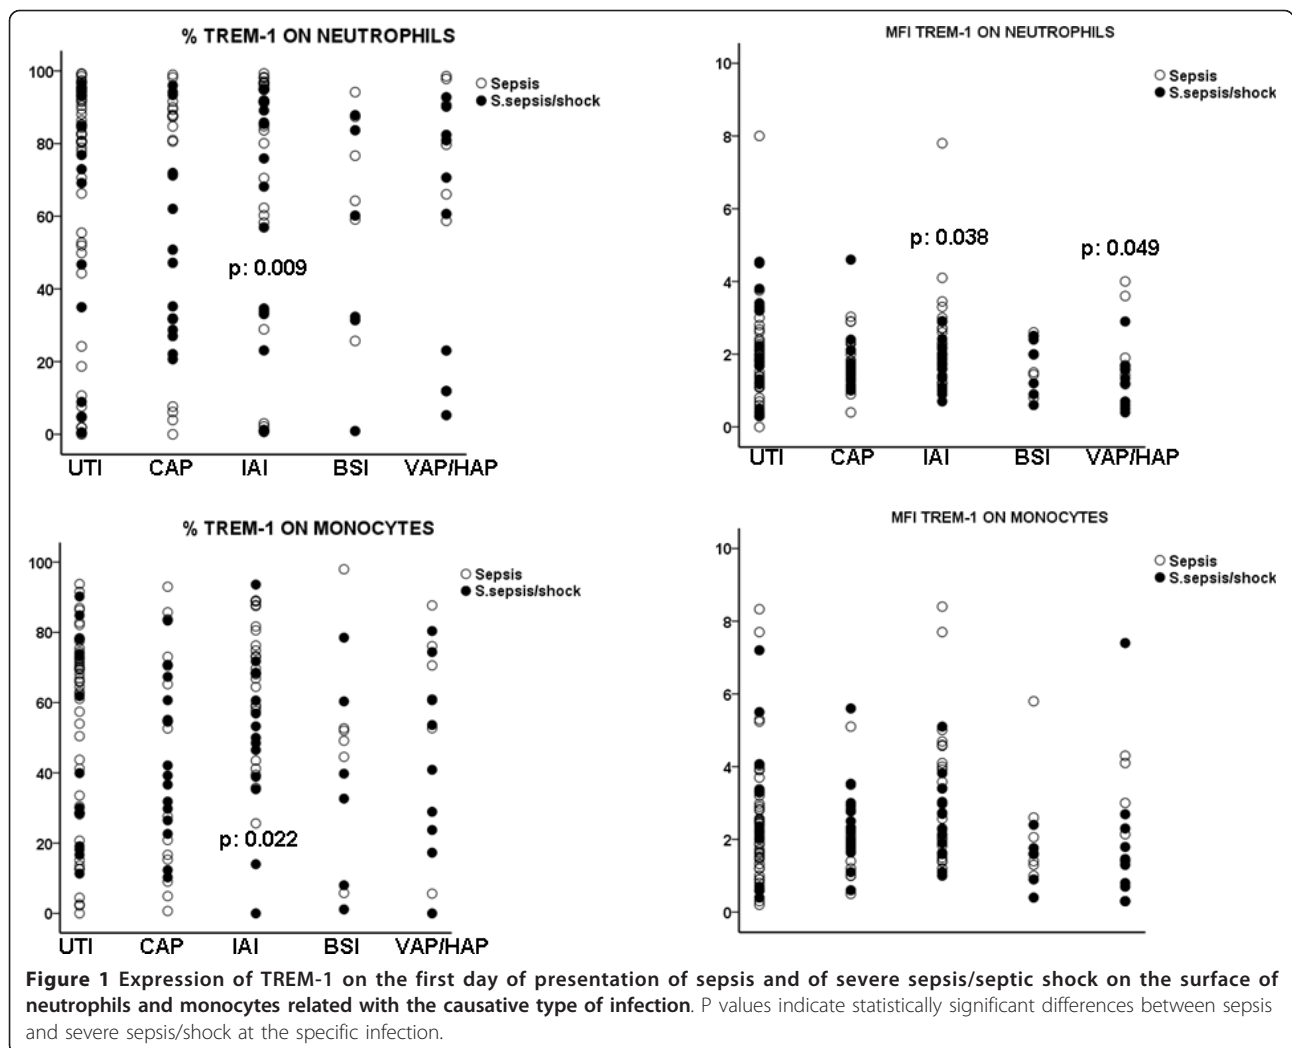 % TREM-1 ON NEUTROPHILS
100
80
60
40
20
0
Sepsis
S.sepsis/shock
p: 0.009
UTI CAP IAI BSI VAP/HAP
MFI TREM-1 ON NEUTROPHILS
10
8
6
4
2
0
Sepsis
S.sepsis/shock
p: 0.038
p: 0.049
UTI CAP IAI BSI VAP/HAP
% TREM-1 ON MONOCYTES
100
80
60
40
20
0
Sepsis
S.sepsis/shock
p: 0.022
UTI CAP IAI BSI VAP/HAP
MFI TREM-1 ON MONOCYTES
10
8
6
4
2
0
Sepsis
S.sepsis/shock
Figure 1 Expression of TREM-1 on the first day of presentation of sepsis and of severe sepsis/septic shock on the surface of
neutrophils and monocytes related with the causative type of infection. P values indicate statistically significant differences between sepsis
and severe sepsis/shock at the specific infection.